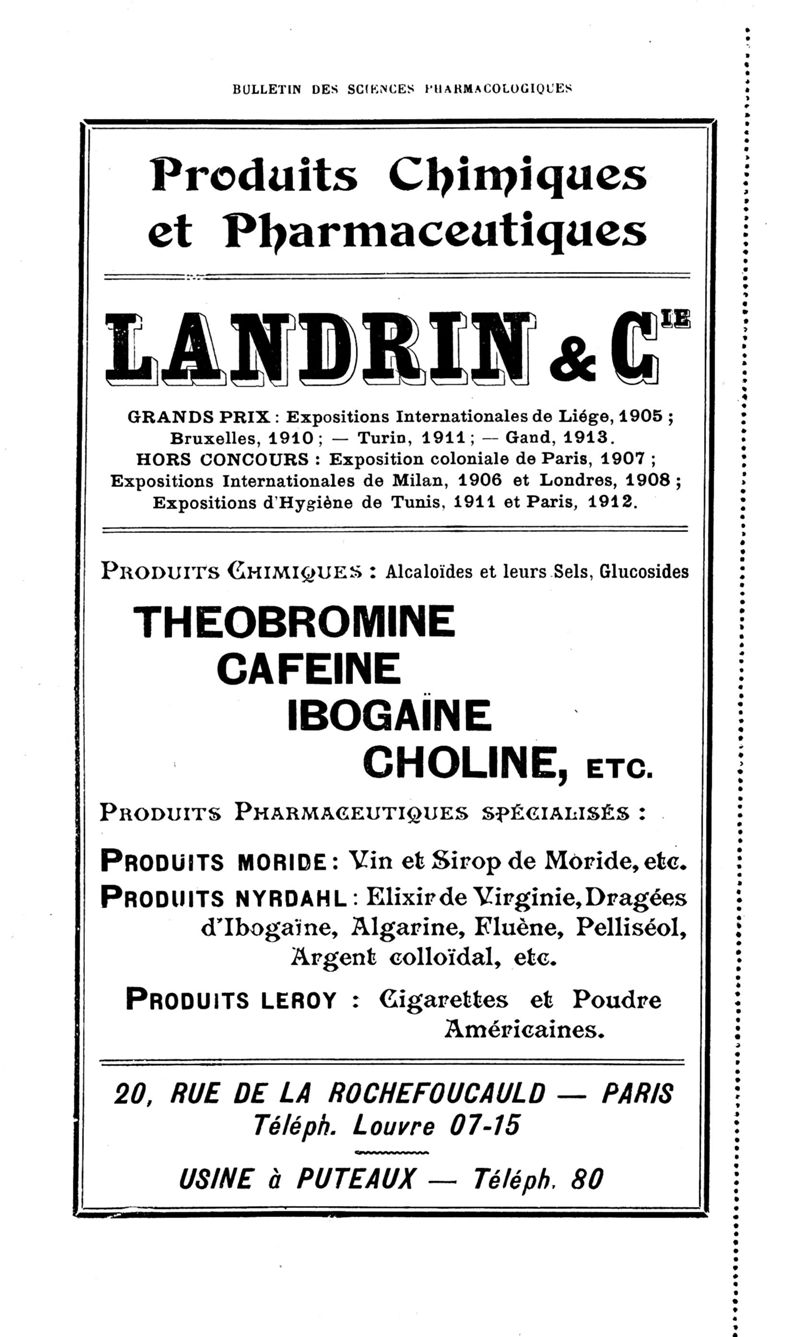 BULLETIN DES SCIENCES PHARMACOLOGIQUES
Produits Chimiques
et Pharmaceutiques
LANDRIN & CIE
GRANDS PRIX : Expositions Internationales de Liége, 1905 ;
Bruxelles, 1910 ; — Turin, 1911 ; — Gand, 1913.
HORS CONCOURS : Exposition coloniale de Paris, 1907 ;
Expositions Internationales de Milan, 1906 et Londres, 1908 ;
Expositions d'Hygiène de Tunis, 1911 et Paris, 1912.
PRODUITS CHIMIQUES : Alcaloïdes et leurs Sels, Glucosides
THEOBROMINE
CAFEINE
IBOGAÏNE
CHOLINE, ETC.
PRODUITS PHARMACEUTIQUES SPÉCIALISÉS :
PRODUITS MORIDE : Vin et Sirop de Moride, etc.
PRODUITS NYRDAHL : Elixir de Virginie, Dragées
d'Ibogaïne, Algarine, Fluène, Pelliséol,
Argent colloïdal, etc.
PRODUITS LEROY : Cigarettes et Poudre
Américaines.
20, RUE DE LA ROCHEFOUCAULD — PARIS
Téléph. Louvre 07-15
USINE à PUTEAUX — Téléph. 80